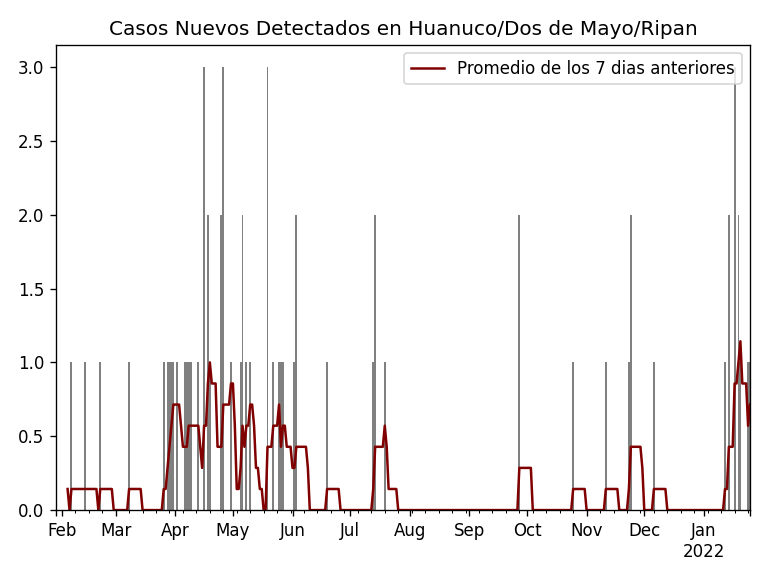 Casos Nuevos Detectados en Huanuco/Dos de Mayo/Ripan
Promedio de los 7 dias anteriores
3.0
2.5
2.0
1.5
1.0
0.5
0.0
Feb Mar Apr May Jun Jul Aug Sep Oct Nov Dec Jan
2022